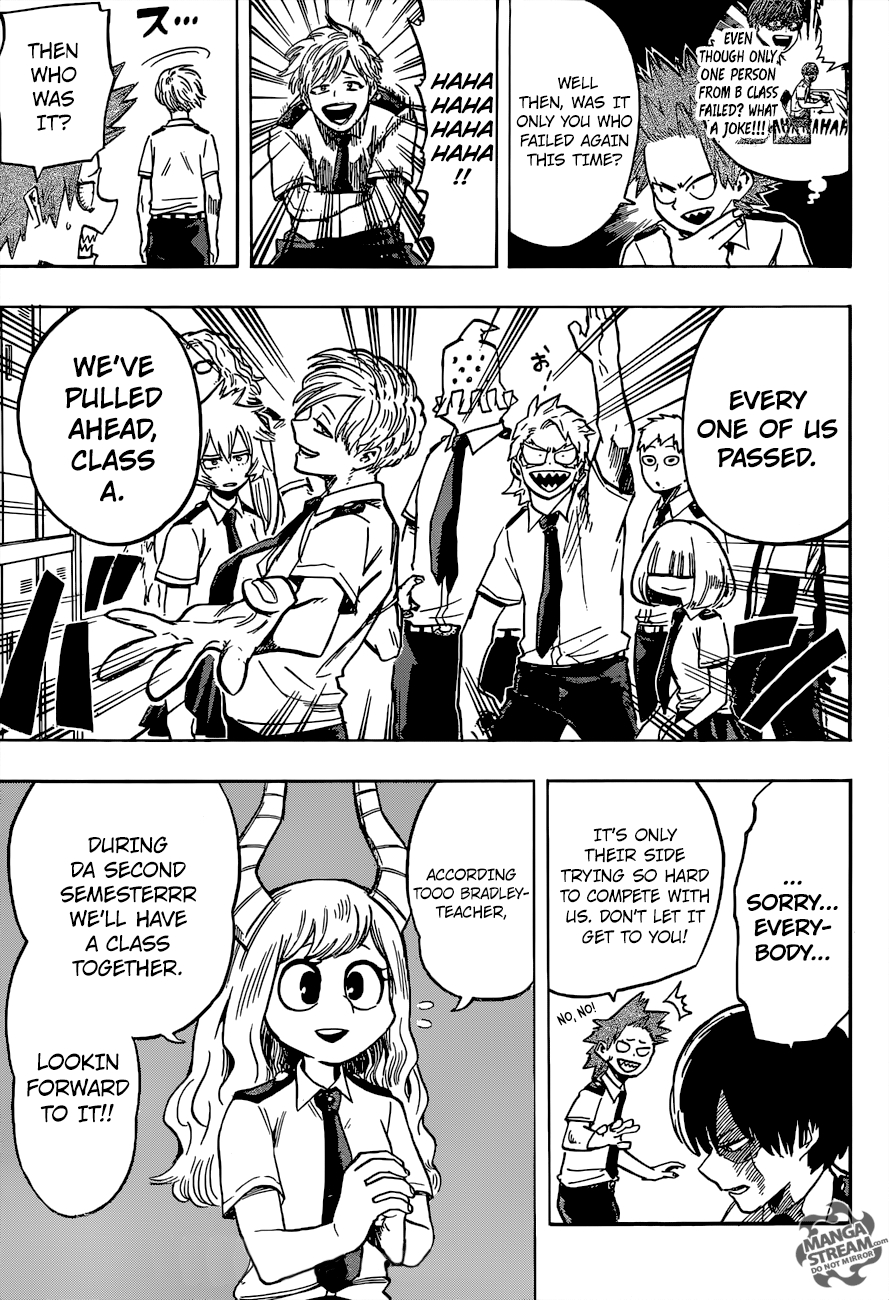 EVEN
THOUGH ONLY
ONE PERSON
FROM B CLASS
FAILED? WHAT
A JOKE!!!
WELL
THEN, WAS IT
ONLY YOU WHO
FAILED AGAIN
THIS TIME?
HAHA
HAHA
HAHA
HAHA
!!
ス…
THEN
WHO
WAS
IT?
EVERY
ONE OF US
PASSED.
お〜
WE'VE
PULLED
AHEAD,
CLASS
A.
...
SORRY...
EVERY-
BODY...
IT'S ONLY
THEIR SIDE
TRYING SO HARD
TO COMPETE WITH
US. DON'T LET IT
GET TO YOU!
NO, NO!
ACCORDING
TOOO BRADLEY-
TEACHER,
DURING
DA SECOND
SEMESTERRR
WE'LL HAVE
A CLASS
TOGETHER.
LOOKIN
FORWARD
TO IT!!
MANGA
STREAM.com
DO NOT MIRROR